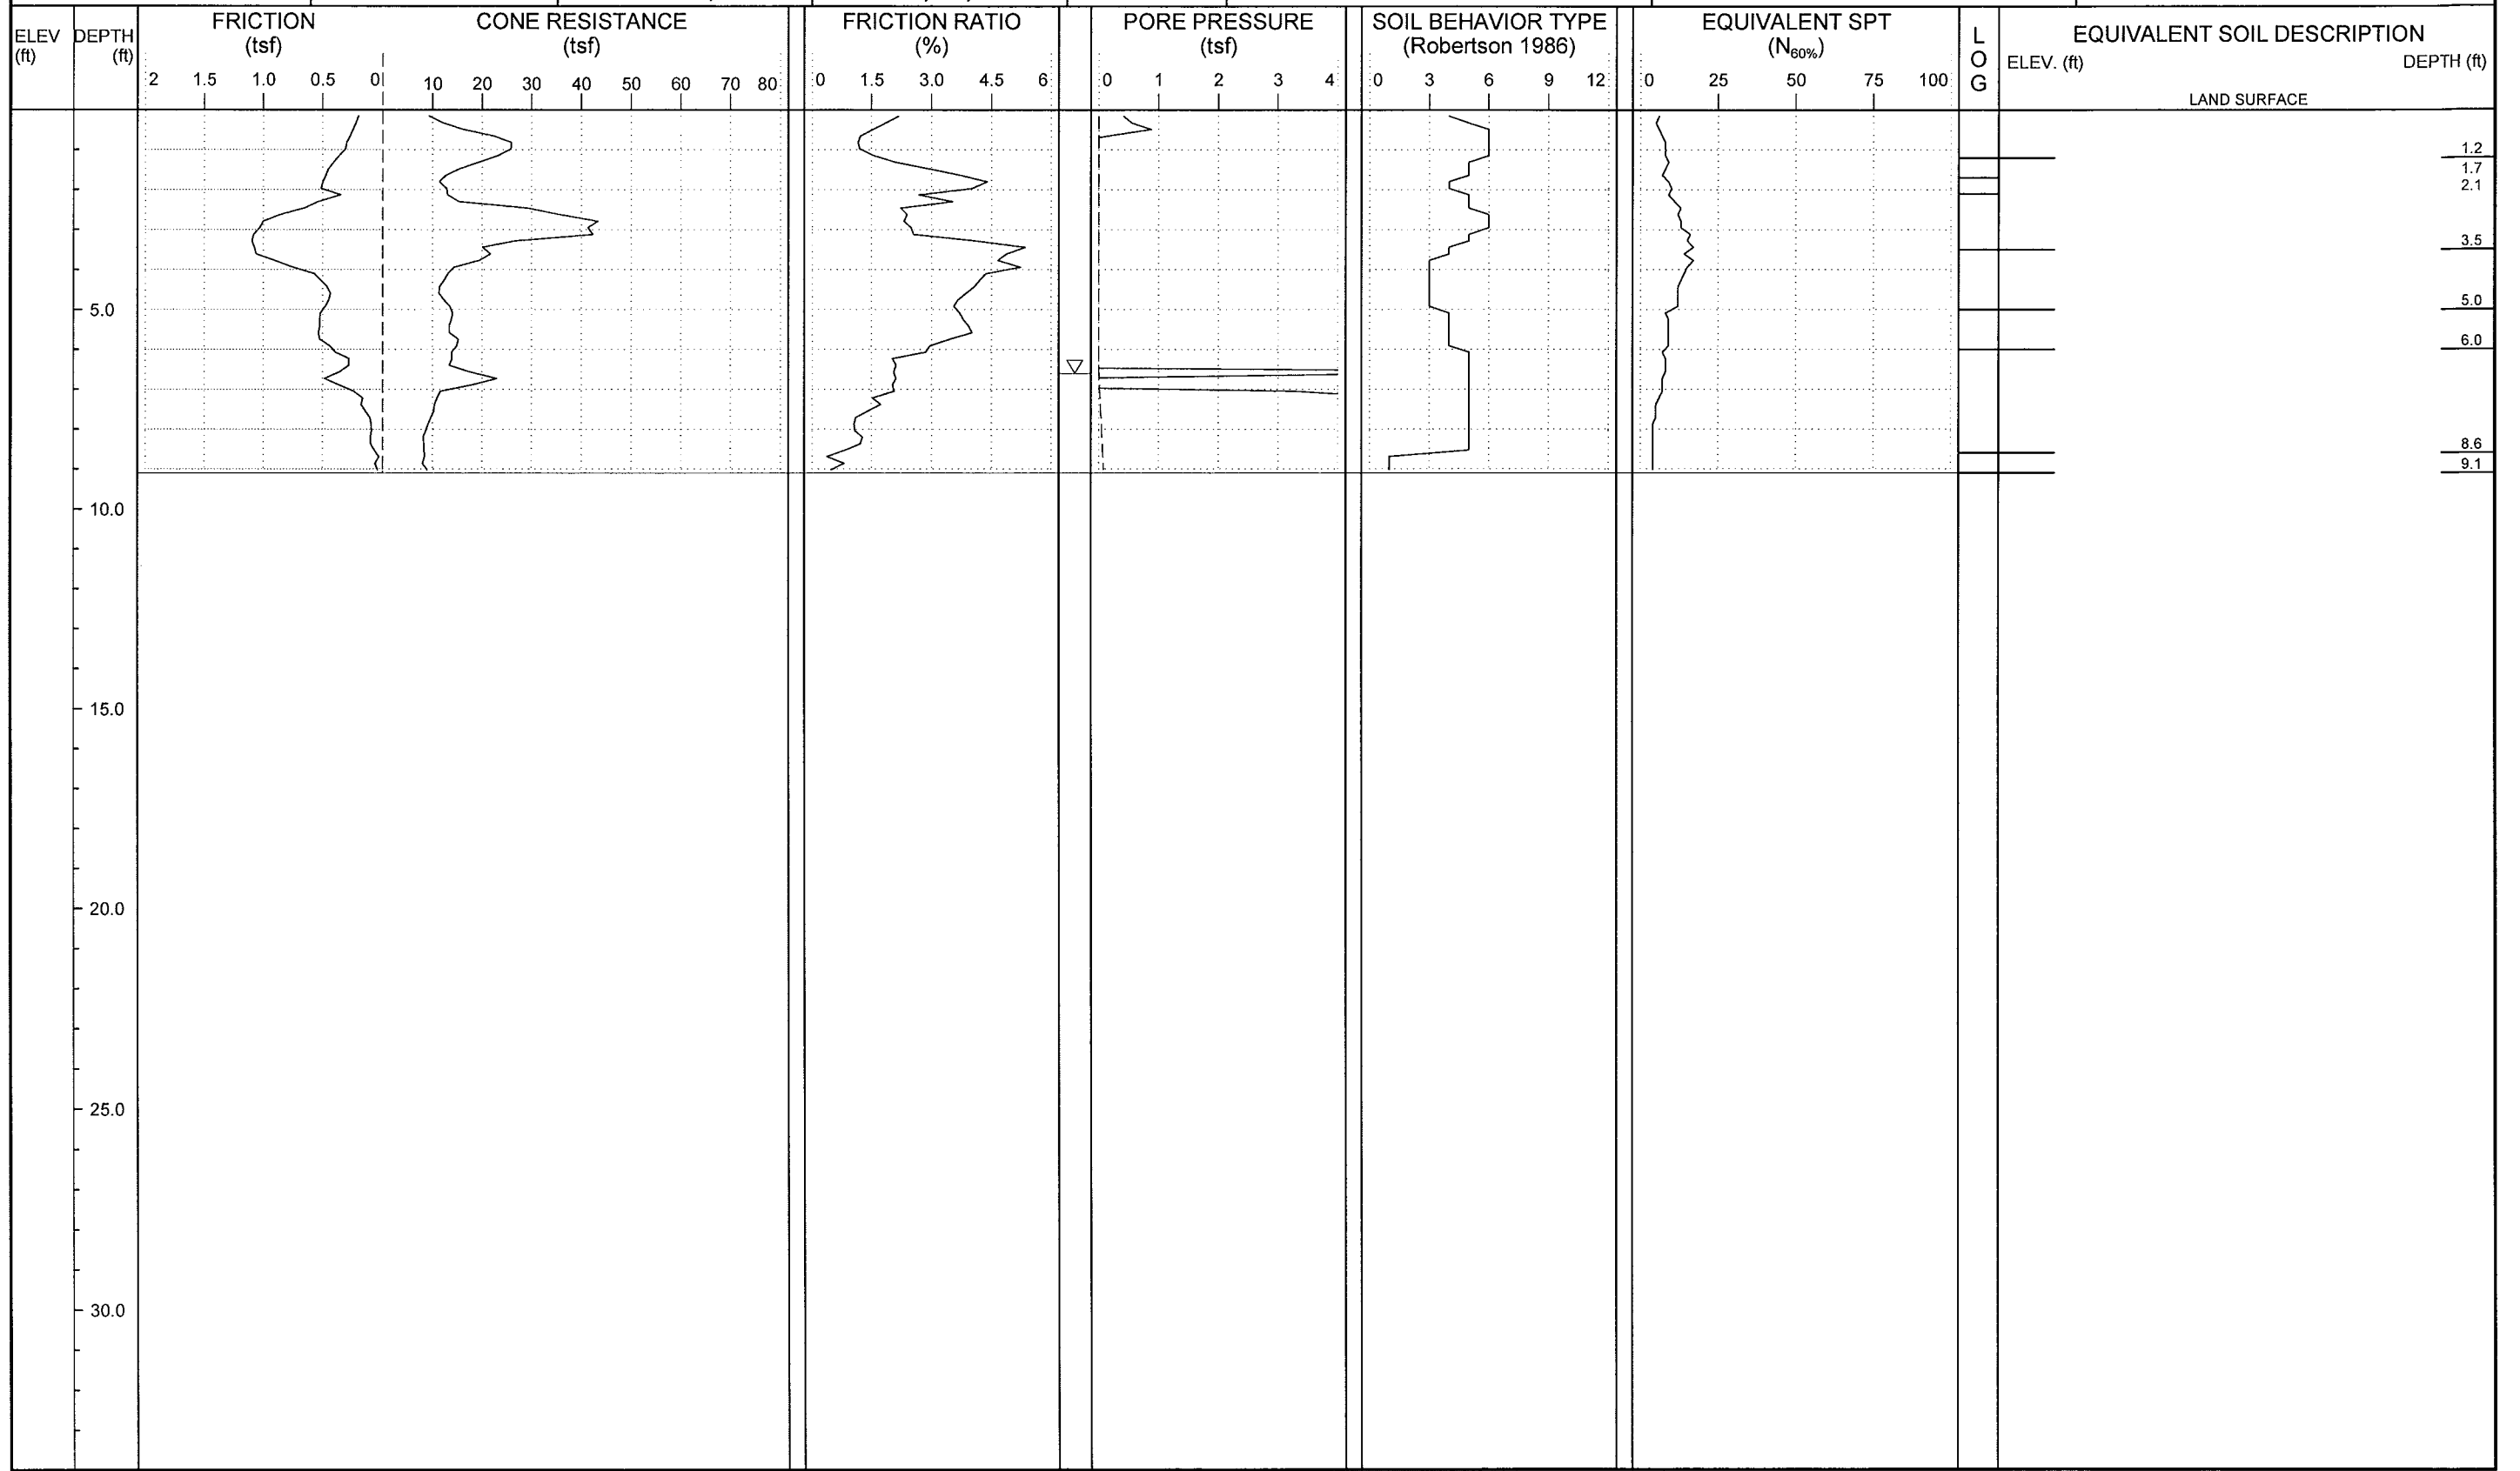 FRICTION CONE RESISTANCE FRICTION RATIO PORE PRESSURE SOIL BEHAVIOR TYPE EQUIVALENT SPT L EQUIVALENT SOIL DESCRIPTION
ELEV DEPTH (tsf) (tsf) (%) (tsf) (Robertson 1986) (N60%) O
(ft) (ft) G ELEV. (ft) DEPTH (ft)
2 1.5 1.0 0.5 0 10 20 30 40 50 60 70 80 0 1.5 3.0 4.5 6 0 1 2 3 4 0 3 6 9 12 0 25 50 75 100
LAND SURFACE
1.2
1.7
2.1
3.5
5.0 5.0
6.0
8.6
9.1
10.0
15.0
20.0
25.0
30.0